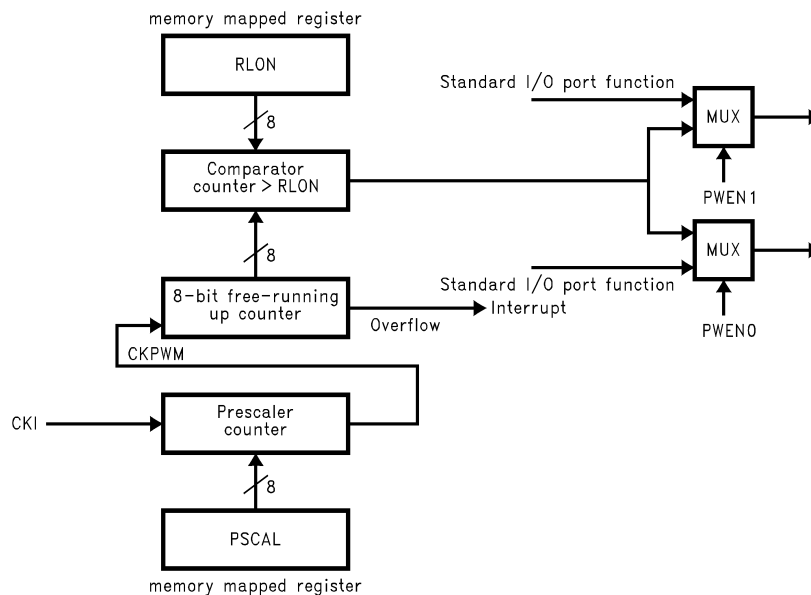 memory mapped register
RLON
8
Comparator
counter > RLON
8
8-bit free-running
up counter
Overflow
Interrupt
CKPWM
CKI
Prescaler
counter
8
PSCAL
memory mapped register
Standard I/O port function
MUX
PWEN1
MUX
Standard I/O port function
PWEN0